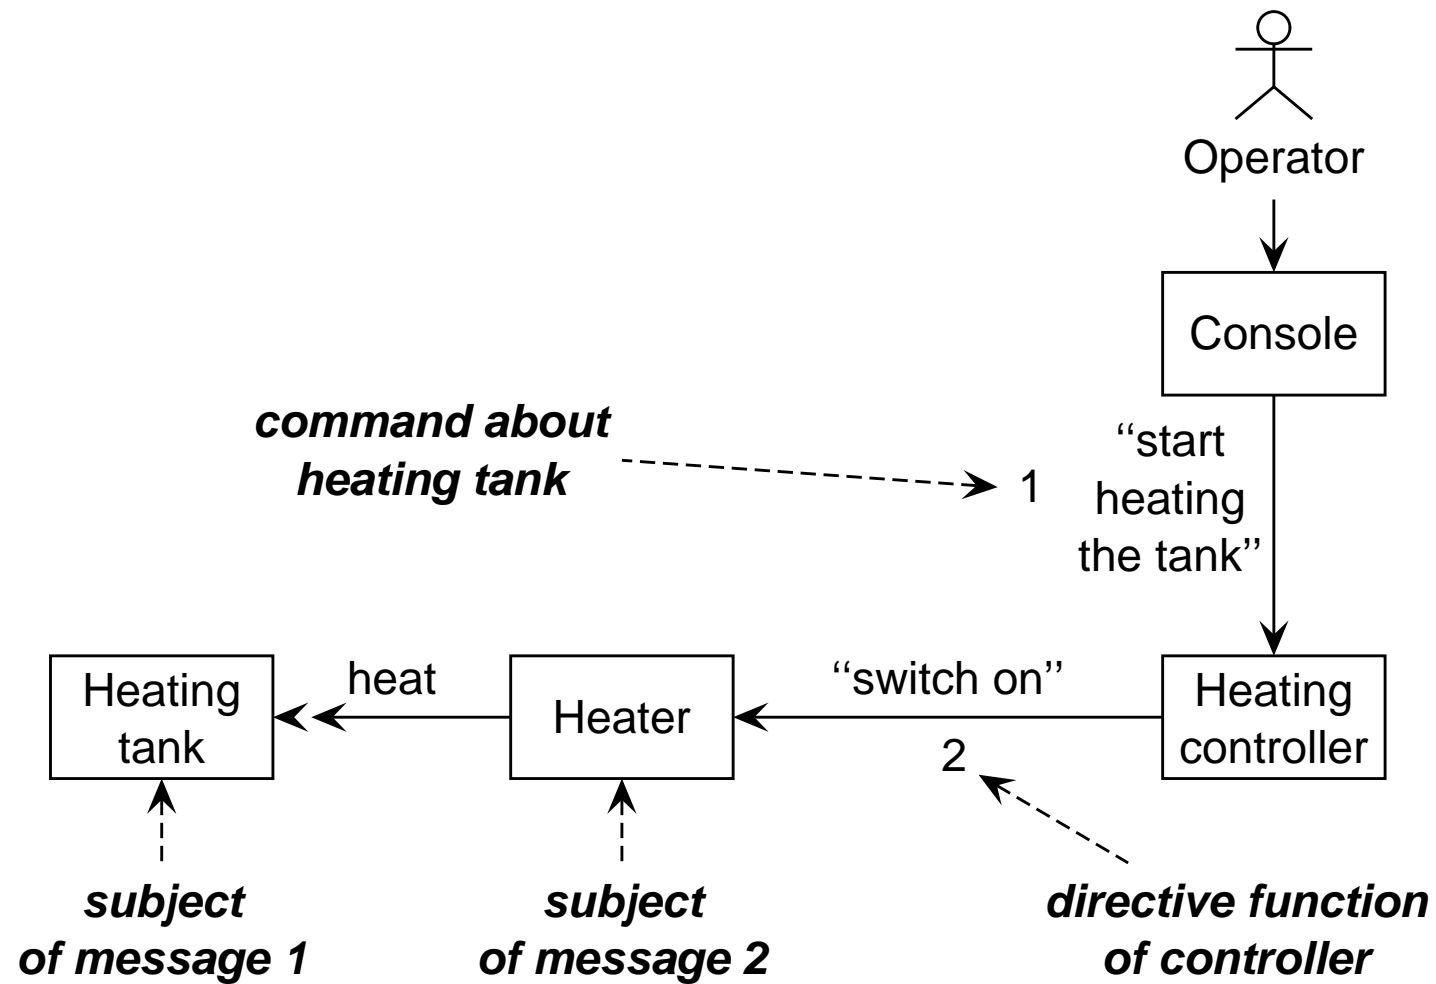 Operator
Console
command about
heating tank
1
‘‘start
heating
the tank’’
Heating
tank
heat
Heater
‘‘switch on’’
2
Heating
controller
subject
of message 1
subject
of message 2
directive function
of controller